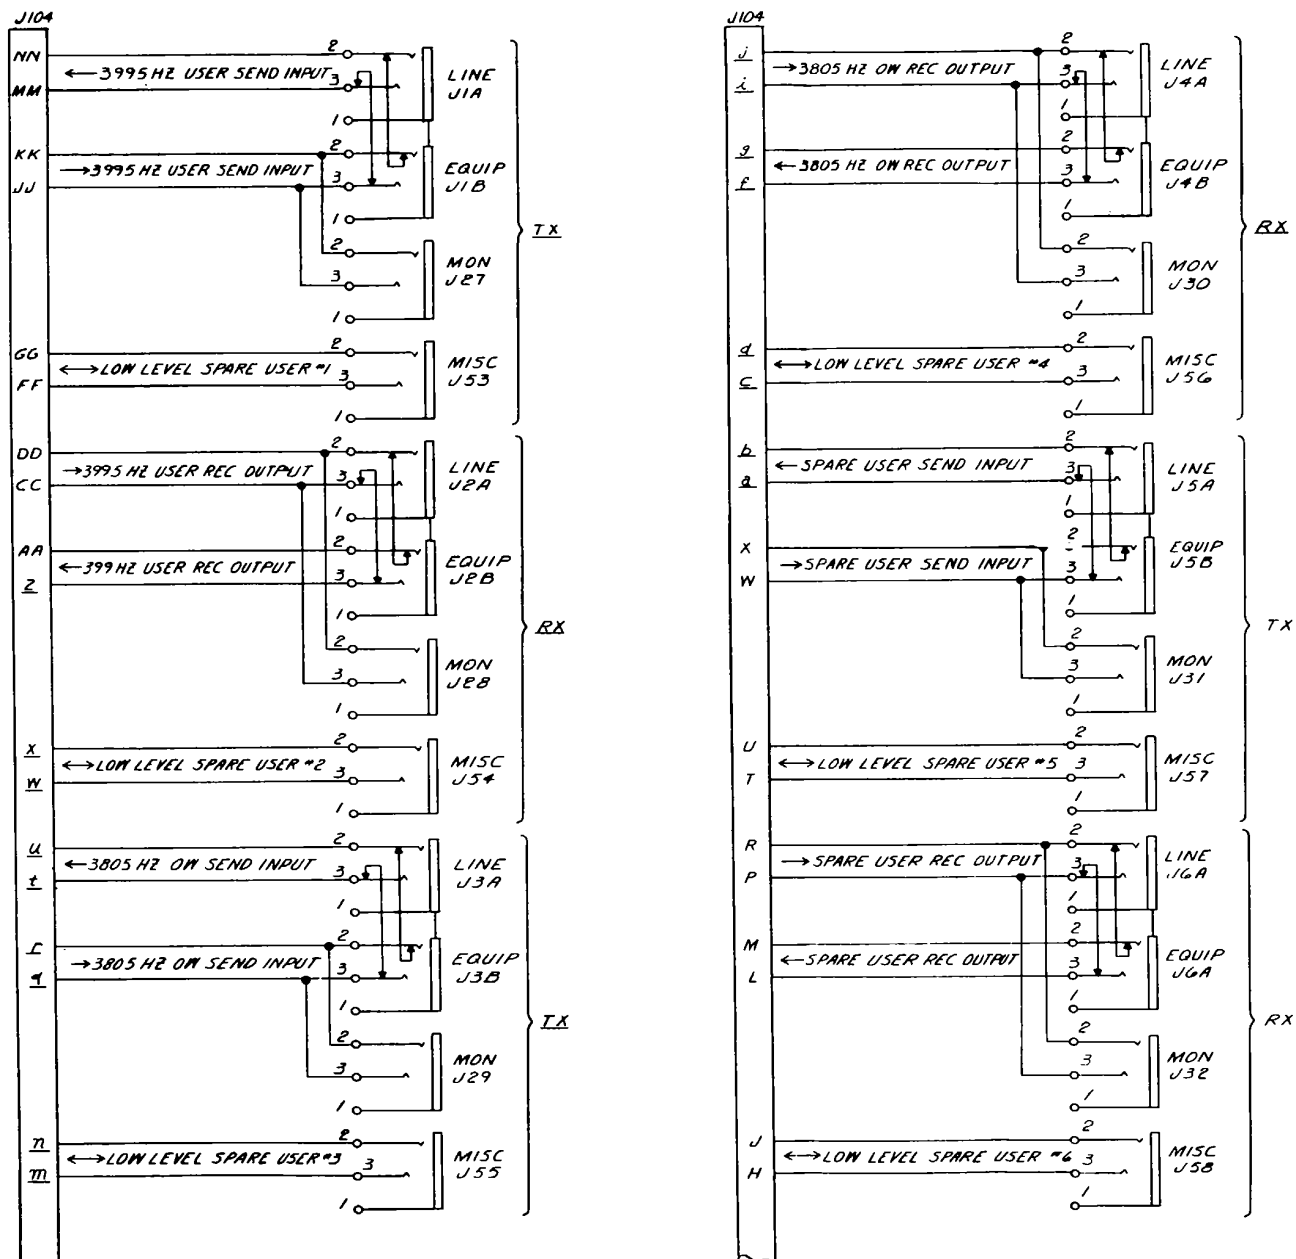 J104
NN 2
← 3995 HZ USER SEND INPUT LINE
MM 3 J1A
1
KK 2
→ 3995 HZ USER SEND INPUT EQUIP
JJ 3 J1B
1
TX
2 MON
3 J27
1
GG 2
↔ LOW LEVEL SPARE USER #1 MISC
FF 3 J53
1
DD 2
→ 3995 HZ USER REC OUTPUT LINE
CC 3 J2A
1
AA 2
← 399 HZ USER REC OUTPUT EQUIP
Z 3 J2B
1
RX
2 MON
3 J28
1
X 2
↔ LOW LEVEL SPARE USER #2 MISC
W 3 J54
1
u 2
← 3805 HZ OW SEND INPUT LINE
t 3 J3A
1
r 2
→ 3805 HZ OW SEND INPUT EQUIP
q 3 J3B
1
TX
2 MON
3 J29
1
n 2
↔ LOW LEVEL SPARE USER #3 MISC
m 3 J55
1
J104
j 2
→ 3805 HZ OW REC OUTPUT LINE
i 3 J4A
1
g 2
← 3805 HZ OW REC OUTPUT EQUIP
f 3 J4B
1
RX
2 MON
3 J30
1
d 2
↔ LOW LEVEL SPARE USER #4 MISC
c 3 J56
1
b 2
← SPARE USER SEND INPUT LINE
a 3 J5A
1
X 2
→ SPARE USER SEND INPUT EQUIP
W 3 J5B
1
TX
2 MON
3 J31
1
U 2
↔ LOW LEVEL SPARE USER #5 MISC
T 3 J57
1
R 2
→ SPARE USER REC OUTPUT LINE
P 3 J6A
1
M 2
← SPARE USER REC OUTPUT EQUIP
L 3 J6A
1
RX
2 MON
3 J32
1
J 2
↔ LOW LEVEL SPARE USER #6 MISC
H 3 J58
1